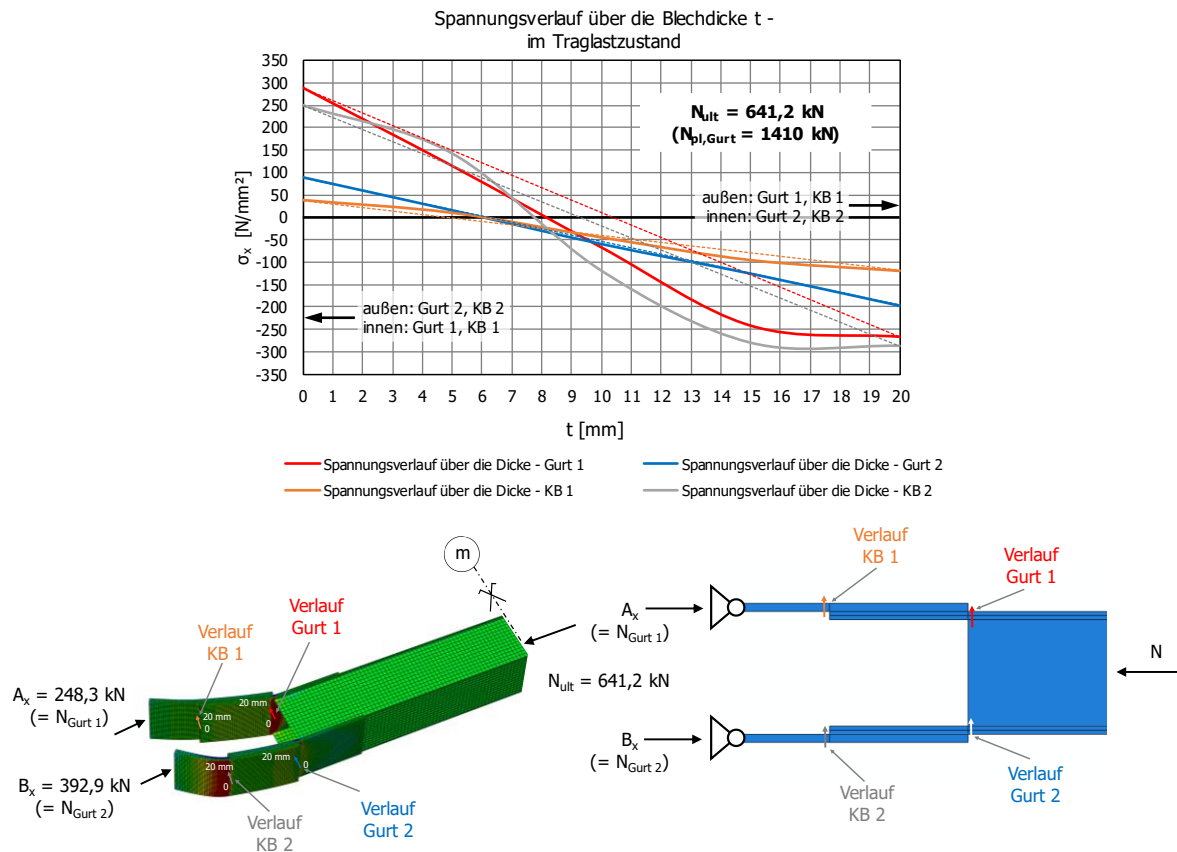 Spannungsverlauf über die Blechdicke t -
im Traglastzustand
350
300
250
200
150
100
50
0
-50
-100
-150
-200
-250
-300
-350
σx [N/mm²]
Nult = 641,2 kN
(Npl,Gurt = 1410 kN)
außen: Gurt 1, KB 1
innen: Gurt 2, KB 2
außen: Gurt 2, KB 2
innen: Gurt 1, KB 1
0 1 2 3 4 5 6 7 8 9 10 11 12 13 14 15 16 17 18 19 20
t [mm]
Spannungsverlauf über die Dicke - Gurt 1
Spannungsverlauf über die Dicke - Gurt 2
Spannungsverlauf über die Dicke - KB 1
Spannungsverlauf über die Dicke - KB 2
m
Verlauf
Gurt 1
Verlauf
KB 1
Ax = 248,3 kN
(= NGurt 1)
20 mm
0
20 mm
0
Bx = 392,9 kN
(= NGurt 2)
20 mm
0
20 mm
0
Verlauf
KB 2
Verlauf
Gurt 2
Nult = 641,2 kN
Verlauf
KB 1
Verlauf
Gurt 1
Ax
(= NGurt 1)
N
Bx
(= NGurt 2)
Verlauf
KB 2
Verlauf
Gurt 2